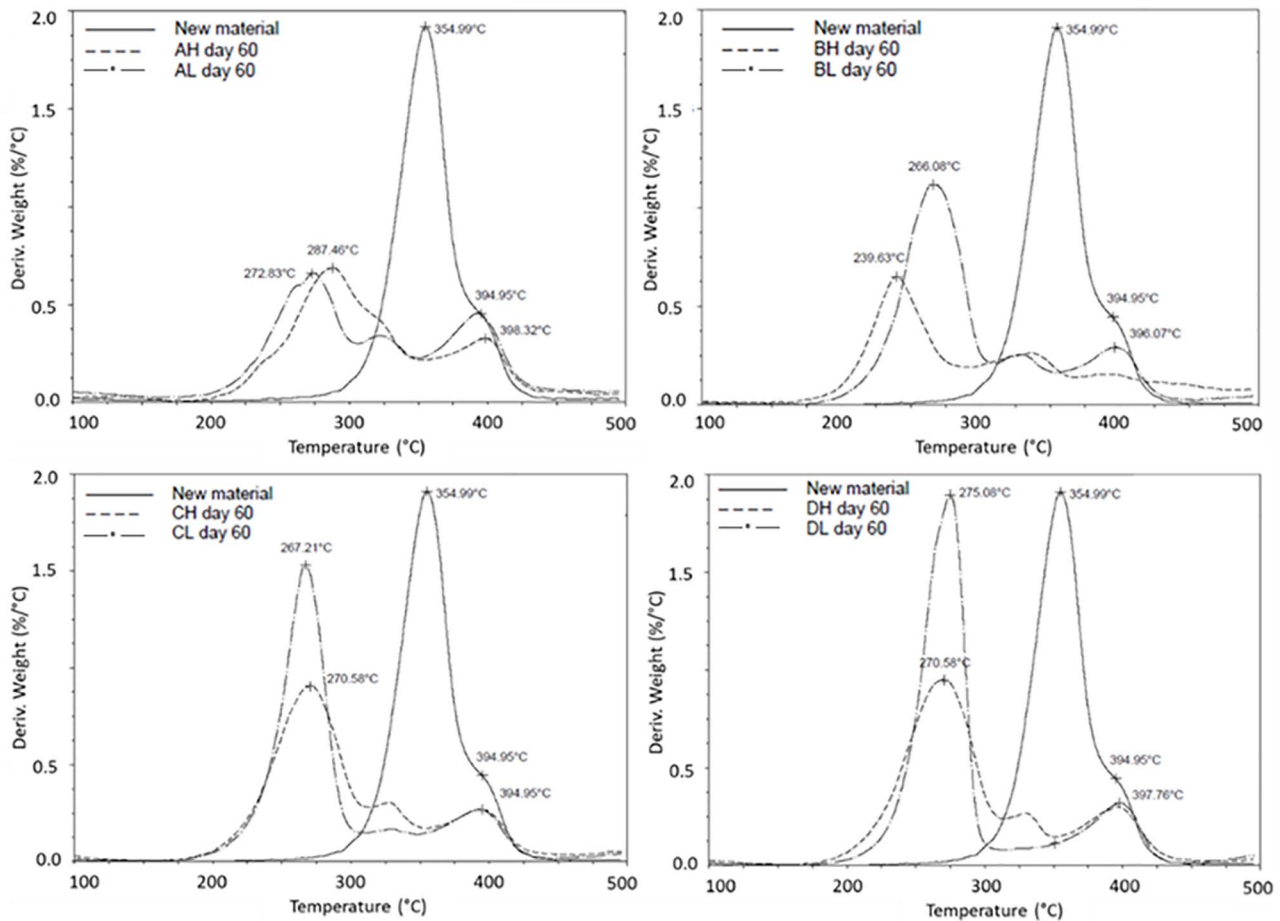 2.0
New material
AH day 60
AL day 60
354.99°C
1.5
Deriv. Weight (%/°C)
287.46°C
272.83°C
0.5
394.95°C
398.32°C
0.0
100
200
300
400
500
Temperature (°C)
2.0
New material
BH day 60
BL day 60
354.99°C
1.5
Deriv. Weight (%/°C)
266.08°C
239.63°C
0.5
394.95°C
396.07°C
0.0
100
200
300
400
500
Temperature (°C)
2.0
New material
CH day 60
CL day 60
354.99°C
1.5
Deriv. Weight (%/°C)
267.21°C
270.58°C
0.5
394.95°C
394.95°C
0.0
100
200
300
400
500
Temperature (°C)
2.0
New material
DH day 60
DL day 60
275.08°C
354.99°C
1.5
Deriv. Weight (%/°C)
270.58°C
0.5
394.95°C
397.76°C
0.0
100
200
300
400
500
Temperature (°C)